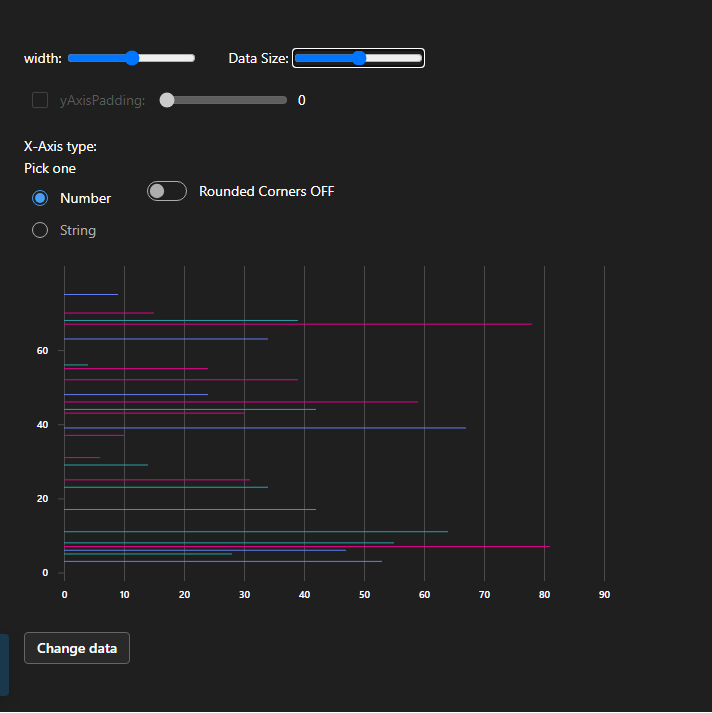 width: Data Size:
yAxisPadding: 0
X-Axis type:
Pick one
Number Rounded Corners OFF
String
60
40
20
0
0 10 20 30 40 50 60 70 80 90
Change data